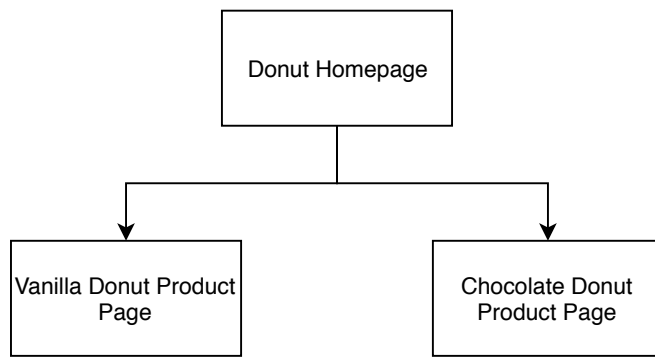 Donut Homepage
Vanilla Donut Product
Page
Chocolate Donut
Product Page